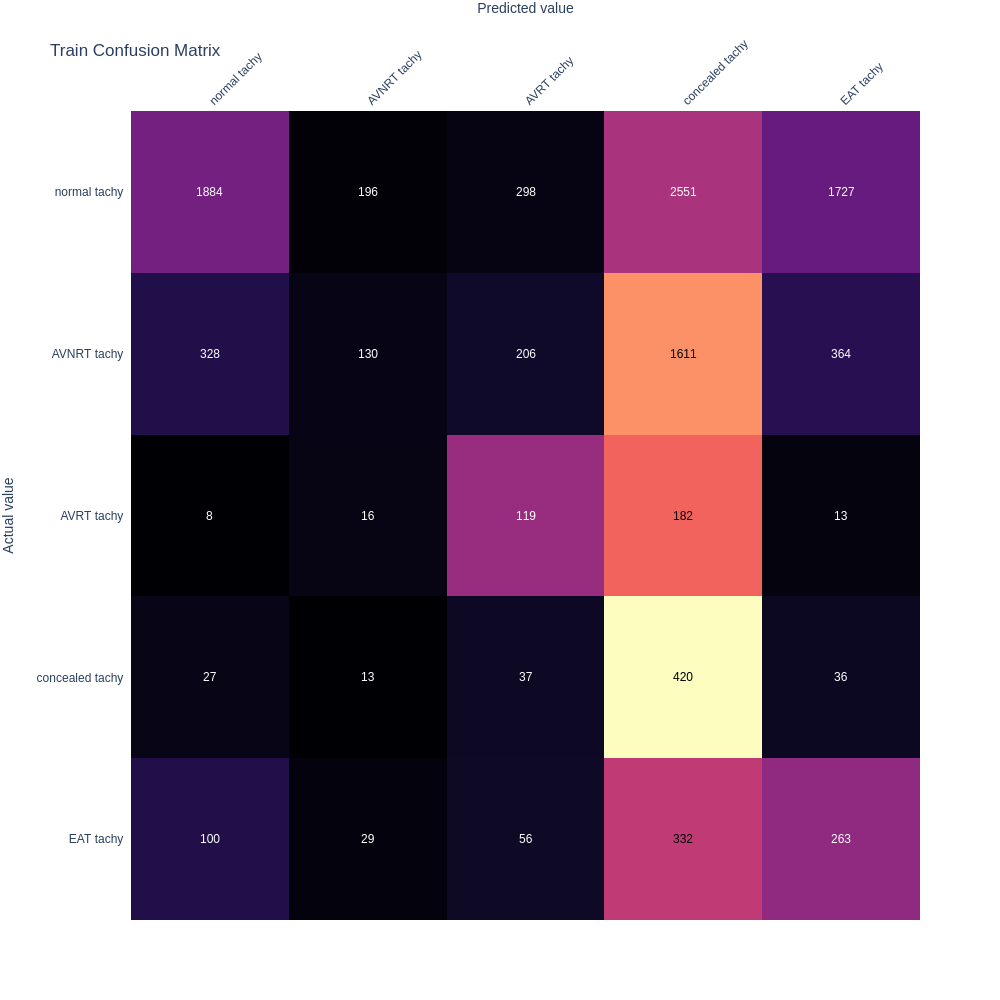 Predicted value
Train Confusion Matrix
normal tachy
AVNRT tachy
AVRT tachy
concealed tachy
EAT tachy
Actual value
normal tachy 1884 196 298 2551 1727
AVNRT tachy 328 130 206 1611 364
AVRT tachy 8 16 119 182 13
concealed tachy 27 13 37 420 36
EAT tachy 100 29 56 332 263